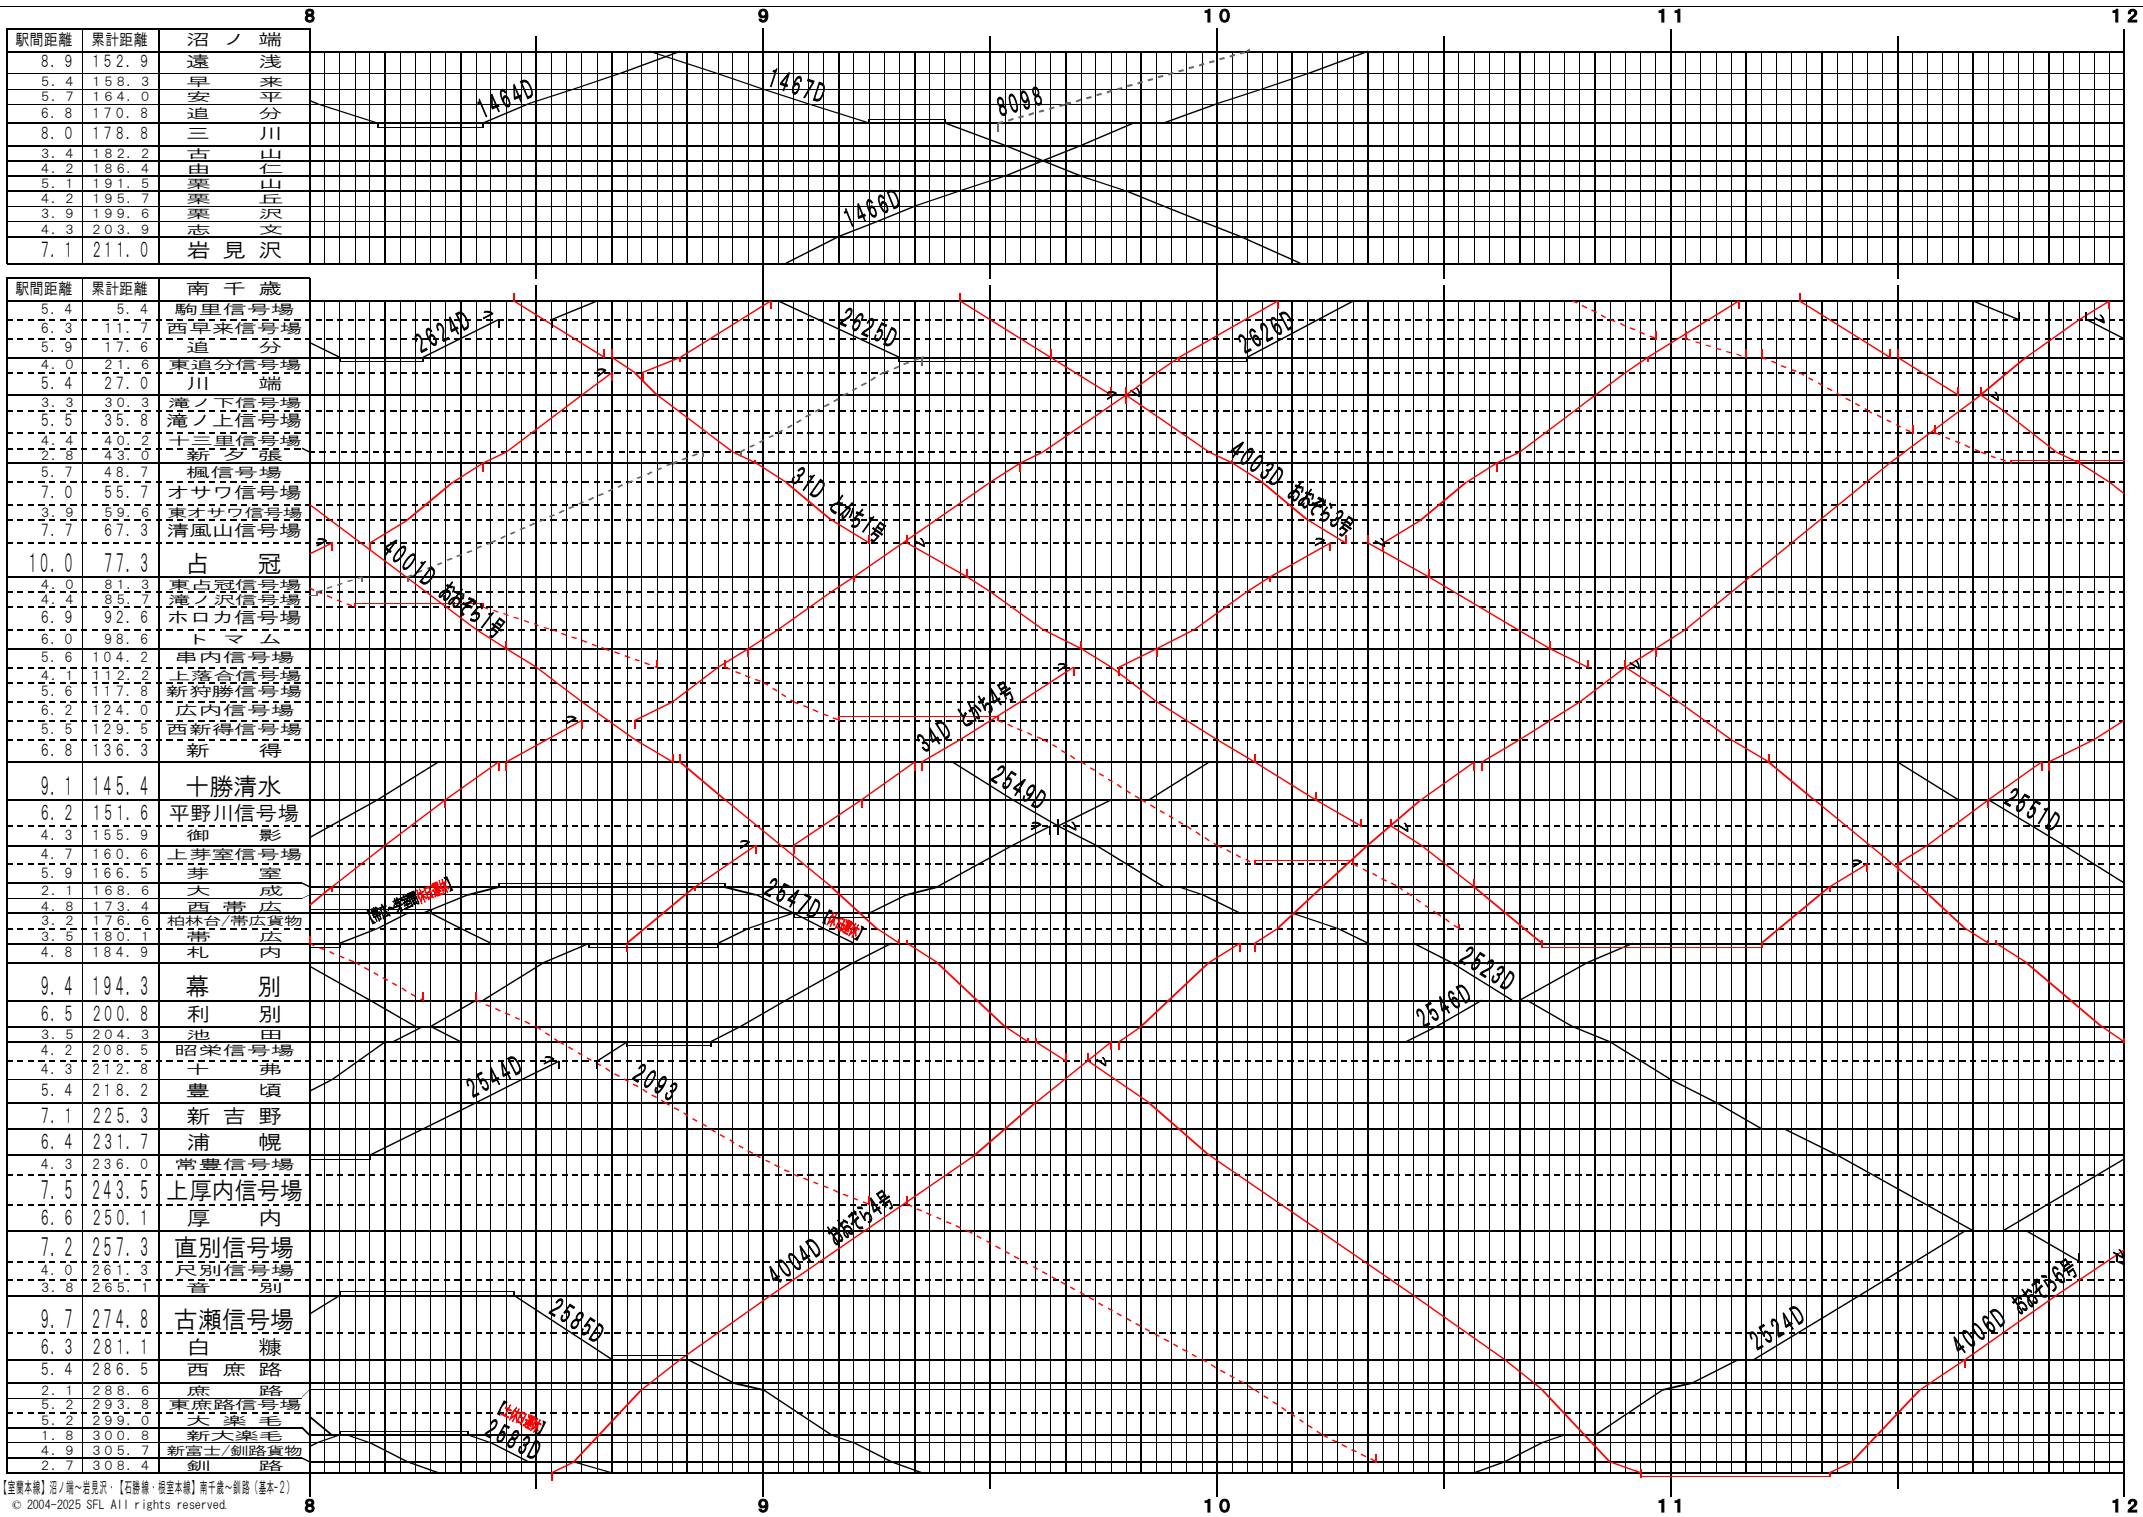 8 9 10 11 12
駅間距離 累計距離 沼ノ端
8.9 152.9 遠浅
5.4 158.3 早来
5.7 164.0 安平
6.8 170.8 追分
8.0 178.8 三川
3.4 182.2 古山
4.2 186.4 由仁
5.1 191.5 栗山
4.2 195.7 栗丘
3.9 199.6 栗沢
4.3 203.9 志文
7.1 211.0 岩見沢
1464D
1467D
8098
1466D
駅間距離 累計距離 南千歳
5.4 5.4 駒里信号場
6.3 11.7 西早来信号場
5.9 17.6 追分
4.0 21.6 東追分信号場
5.4 27.0 川端
3.3 30.3 滝ノ下信号場
5.5 35.8 滝ノ上信号場
4.4 40.2 十三里信号場
2.8 43.0 新夕張
5.7 48.7 楓信号場
7.0 55.7 オサワ信号場
3.9 59.6 東オサワ信号場
7.7 67.3 清風山信号場
10.0 77.3 占冠
4.0 81.3 東占冠信号場
4.4 85.7 滝ノ沢信号場
6.9 92.6 ホロカ信号場
6.0 98.6 トマム
5.6 104.2 串内信号場
4.1 112.2 上落合信号場
5.6 117.8 新狩勝信号場
6.2 124.0 広内信号場
5.5 129.5 西新得信号場
6.8 136.3 新得
9.1 145.4 十勝清水
6.2 151.6 平野川信号場
4.3 155.9 御影
4.7 160.6 上芽室信号場
5.9 166.5 芽室
2.1 168.6 大成
4.8 173.4 西帯広
3.2 176.6 柏林台/帯広貨物
3.5 180.1 帯広
4.8 184.9 札内
9.4 194.3 幕別
6.5 200.8 利別
3.5 204.3 池田
4.2 208.5 昭栄信号場
4.3 212.8 十弗
5.4 218.2 豊頃
7.1 225.3 新吉野
6.4 231.7 浦幌
4.3 236.0 常豊信号場
7.5 243.5 上厚内信号場
6.6 250.1 厚内
7.2 257.3 直別信号場
4.0 261.3 尺別信号場
3.8 265.1 音別
9.7 274.8 古瀬信号場
6.3 281.1 白糠
5.4 286.5 西庶路
2.1 288.6 庶路
5.2 293.8 東庶路信号場
5.2 299.0 大楽毛
1.8 300.8 新大楽毛
4.9 305.7 新富士/釧路貨物
2.7 308.4 釧路
2624D
2625D
2626D
31D とかち1号
4003D おおぞら3号
4001D おおぞら1号
34D とかち4号
2549D
2551D
2547D
2523D
2546D
2544D
2093
4004D おおぞら4号
2585D
2524D
4006D おおぞら6号
2583D
【室蘭本線】沼ノ端～岩見沢・【石勝線・根室本線】南千歳～釧路（基本-2）
© 2004-2025 SFL All rights reserved.
8 9 10 11 12